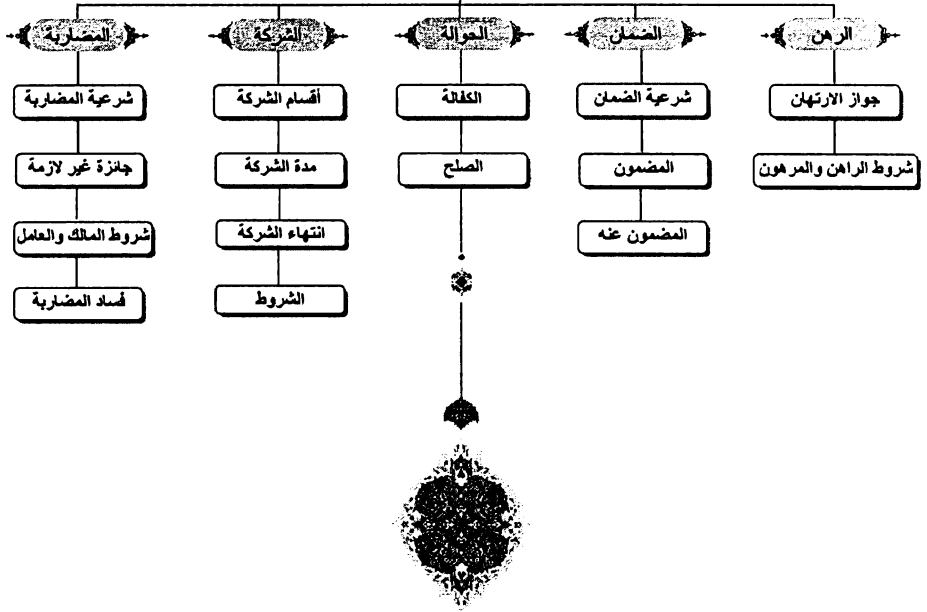 الرهن
جواز الارتهان
شروط الراهن والمرهون
الضمان
شرعية الضمان
المضمون
المضمون عنه
الحوالة
الكفالة
الصلح
الشركة
أقسام الشركة
مدة الشركة
انتهاء الشركة
الشروط
المضاربة
شرعية المضاربة
جائزة غير لازمة
شروط المالك والعامل
فساد المضاربة